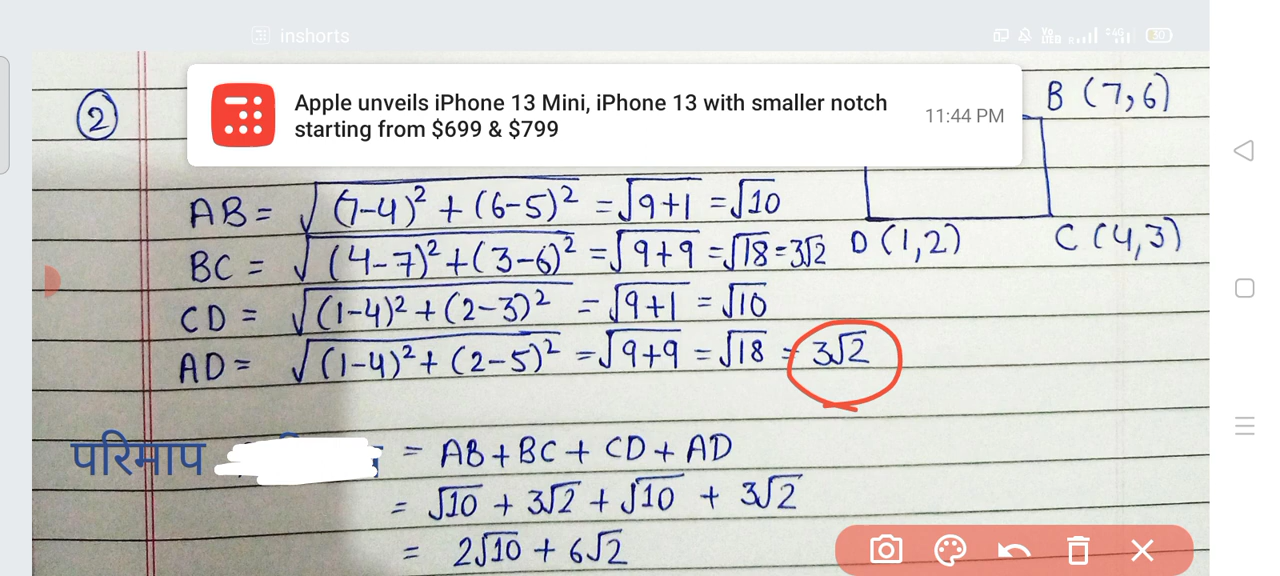 inshorts
Vo LTE R 4G 30
Apple unveils iPhone 13 Mini, iPhone 13 with smaller notch
starting from $699 & $799
11:44 PM
②
B (7,6)
AB = √(7-4)² + (6-5)² = √9+1 = √10
D (1,2) C (4,3)
BC = √(4-7)² + (3-6)² = √9+9 = √18 = 3√2
CD = √(1-4)² + (2-3)² = √9+1 = √10
AD = √(1-4)² + (2-5)² = √9+9 = √18 = 3√2
परिमाप = AB + BC + CD + AD
= √10 + 3√2 + √10 + 3√2
= 2√10 + 6√2